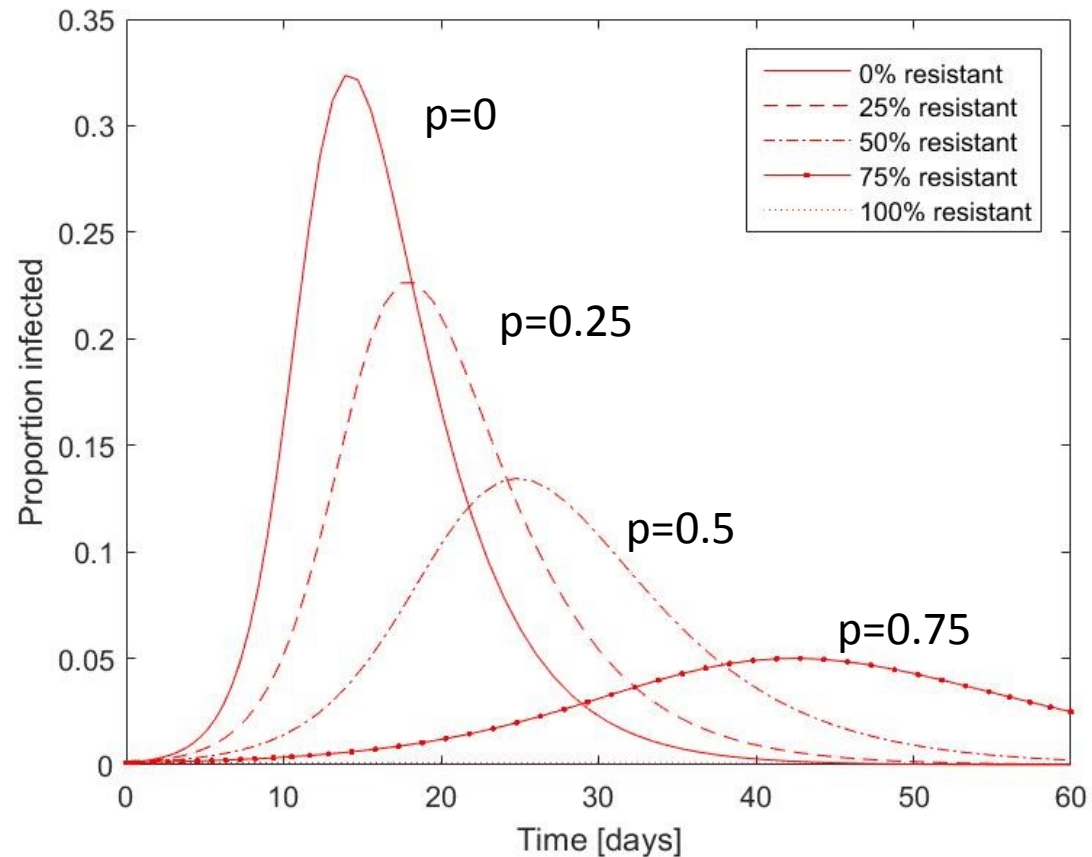 0.35
0.3
0.25
0.2
0.15
0.1
0.05
0
Proportion infected
0% resistant
25% resistant
50% resistant
75% resistant
100% resistant
p=0
p=0.25
p=0.5
p=0.75
0 10 20 30 40 50 60
Time [days]